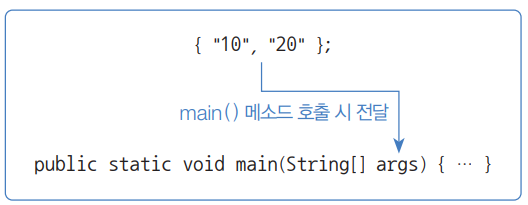 { "10", "20" };
main() 메소드 호출 시 전달
public static void main(String[] args) { … }